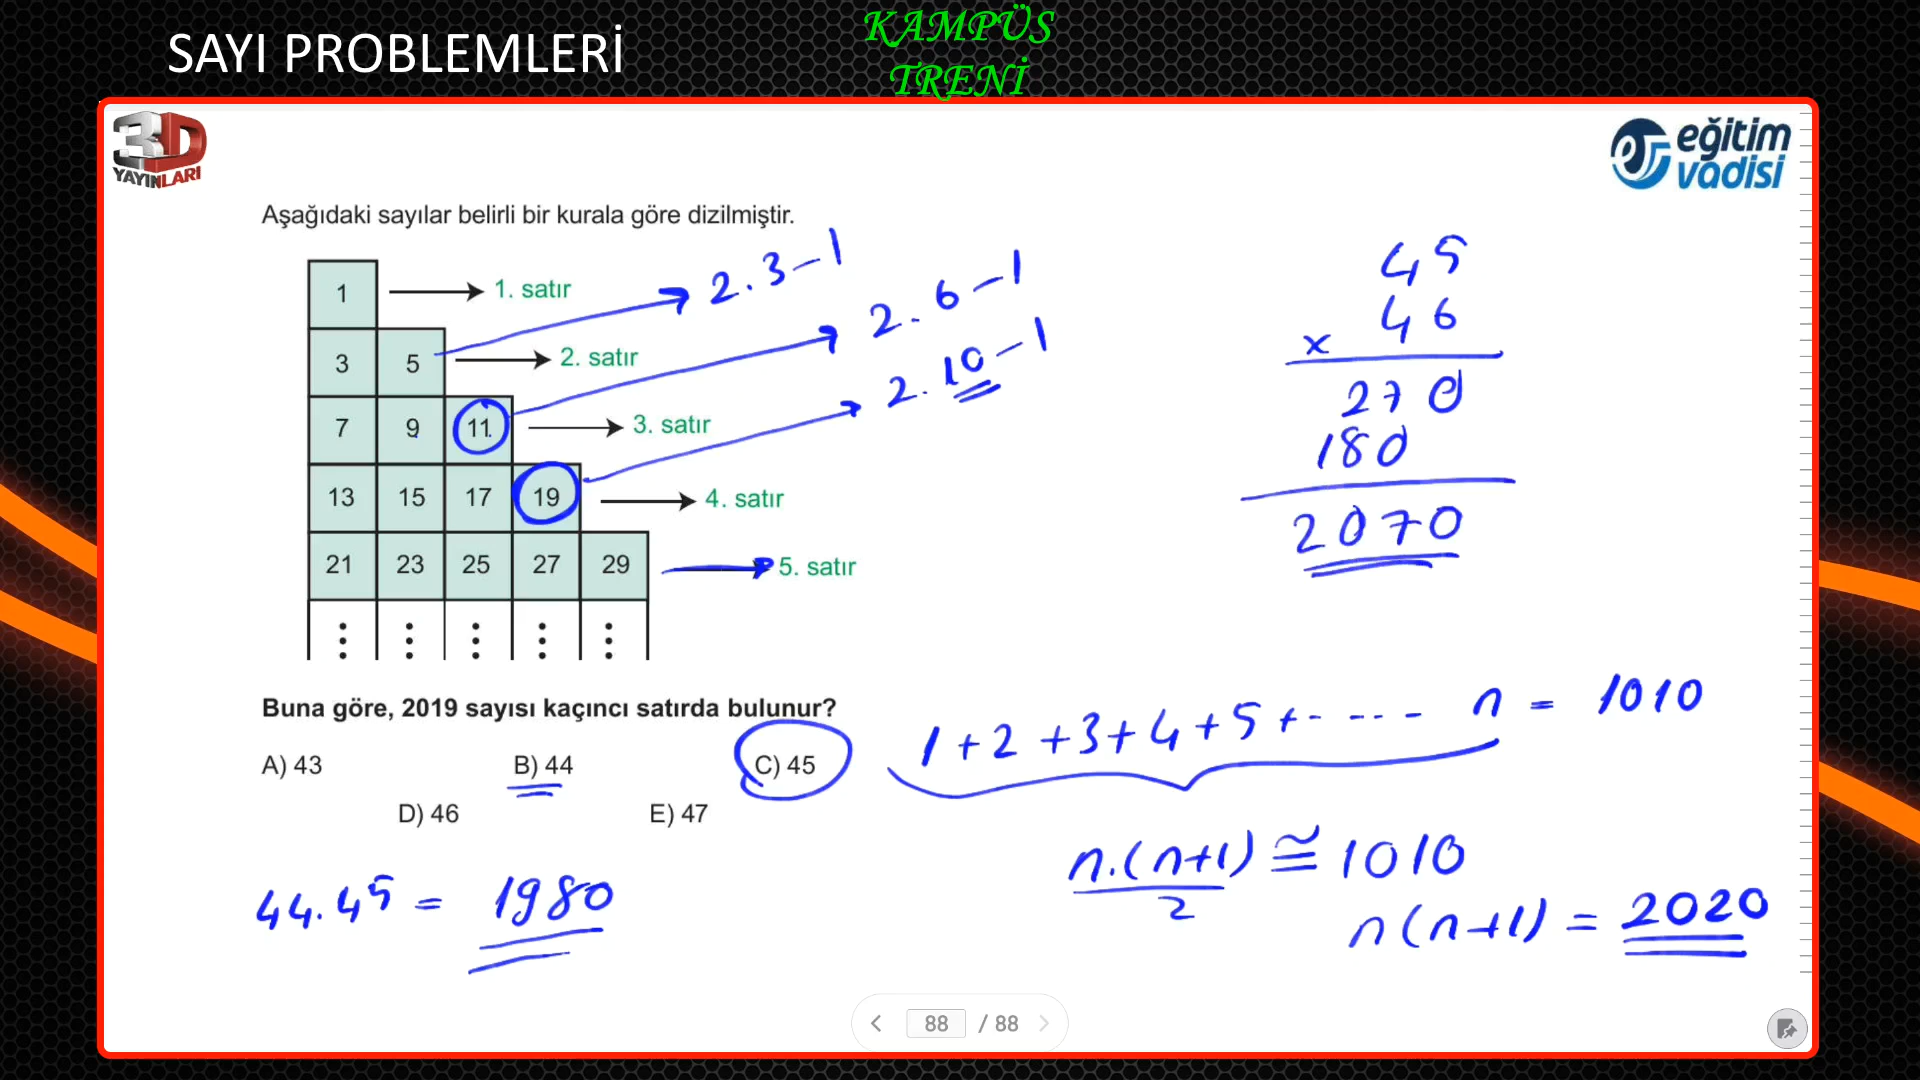 SAYI PROBLEMLERİ
KAMPÜS
TRENİ
3D
YAYINLARI
eğitim
vadisi
Aşağıdaki sayılar belirli bir kurala göre dizilmiştir.
1 1. satır
3 5 2. satır
7 9 11 3. satır
13 15 17 19 4. satır
21 23 25 27 29 5. satır
2.3-1
2.6-1
2.10-1
45
x 46
270
180
2070
Buna göre, 2019 sayısı kaçıncı satırda bulunur?
A) 43 B) 44 C) 45
D) 46 E) 47
1+2+3+4+5+---- n = 1010
n.(n+1) ≅ 1010
2
n(n+1) = 2020
44.45 = 1980
88 / 88